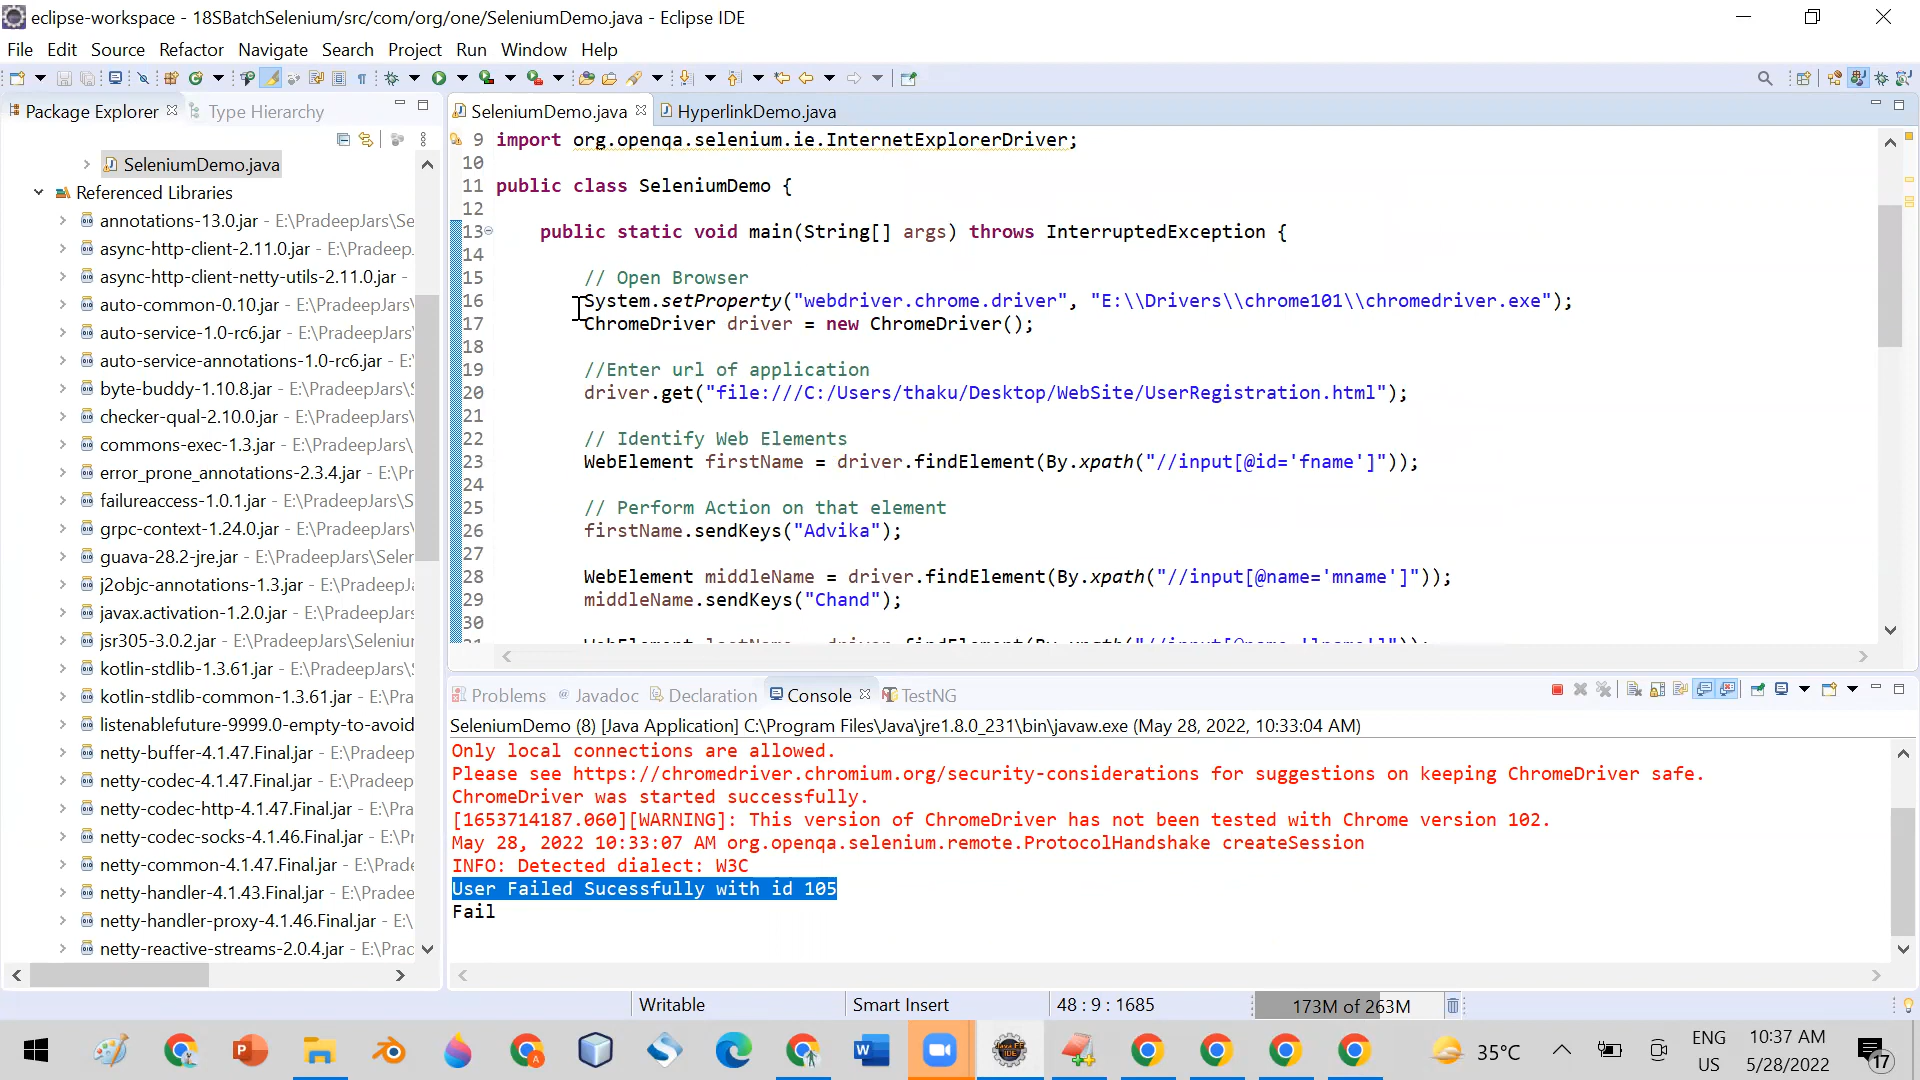 eclipse-workspace - 18SBatchSelenium/src/com/org/one/SeleniumDemo.java - Eclipse IDE
File Edit Source Refactor Navigate Search Project Run Window Help
Package Explorer
Type Hierarchy
SeleniumDemo.java
Referenced Libraries
annotations-13.0.jar - E:\PradeepJars\Se
async-http-client-2.11.0.jar - E:\Pradeep
async-http-client-netty-utils-2.11.0.jar -
auto-common-0.10.jar - E:\PradeepJars\
auto-service-1.0-rc6.jar - E:\PradeepJars\
auto-service-annotations-1.0-rc6.jar - E:
byte-buddy-1.10.8.jar - E:\PradeepJars\
checker-qual-2.10.0.jar - E:\PradeepJars\
commons-exec-1.3.jar - E:\PradeepJars\
error_prone_annotations-2.3.4.jar - E:\Pr
failureaccess-1.0.1.jar - E:\PradeepJars\S
grpc-context-1.24.0.jar - E:\PradeepJars\
guava-28.2-jre.jar - E:\PradeepJars\Seler
j2objc-annotations-1.3.jar - E:\PradeepJ
javax.activation-1.2.0.jar - E:\PradeepJar
jsr305-3.0.2.jar - E:\PradeepJars\Seleniur
kotlin-stdlib-1.3.61.jar - E:\PradeepJars\
kotlin-stdlib-common-1.3.61.jar - E:\Pra
listenablefuture-9999.0-empty-to-avoid
netty-buffer-4.1.47.Final.jar - E:\Pradeep
netty-codec-4.1.47.Final.jar - E:\Pradeep
netty-codec-http-4.1.47.Final.jar - E:\Pra
netty-codec-socks-4.1.46.Final.jar - E:\Pr
netty-common-4.1.47.Final.jar - E:\Prade
netty-handler-4.1.43.Final.jar - E:\Prade
netty-handler-proxy-4.1.46.Final.jar - E:\
netty-reactive-streams-2.0.4.jar - E:\Prac
SeleniumDemo.java
HyperlinkDemo.java
9 import org.openqa.selenium.ie.InternetExplorerDriver;
10
11 public class SeleniumDemo {
12
13 public static void main(String[] args) throws InterruptedException {
14
15 // Open Browser
16 System.setProperty("webdriver.chrome.driver", "E:\\Drivers\\chrome101\\chromedriver.exe");
17 ChromeDriver driver = new ChromeDriver();
18
19 //Enter url of application
20 driver.get("file:///C:/Users/thaku/Desktop/WebSite/UserRegistration.html");
21
22 // Identify Web Elements
23 WebElement firstName = driver.findElement(By.xpath("//input[@id='fname']"));
24
25 // Perform Action on that element
26 firstName.sendKeys("Advika");
27
28 WebElement middleName = driver.findElement(By.xpath("//input[@name='mname']"));
29 middleName.sendKeys("Chand");
30
31 WebElement lastName = driver.findElement(By.xpath("//input[@name='lname']"));
Problems Javadoc Declaration Console TestNG
SeleniumDemo (8) [Java Application] C:\Program Files\Java\jre1.8.0_231\bin\javaw.exe (May 28, 2022, 10:33:04 AM)
Only local connections are allowed.
Please see https://chromedriver.chromium.org/security-considerations for suggestions on keeping ChromeDriver safe.
ChromeDriver was started successfully.
[1653714187.060][WARNING]: This version of ChromeDriver has not been tested with Chrome version 102.
May 28, 2022 10:33:07 AM org.openqa.selenium.remote.ProtocolHandshake createSession
INFO: Detected dialect: W3C
User Failed Sucessfully with id 105
Fail
Writable
Smart Insert
48 : 9 : 1685
173M of 263M
35°C
ENG
US
10:37 AM
5/28/2022
17